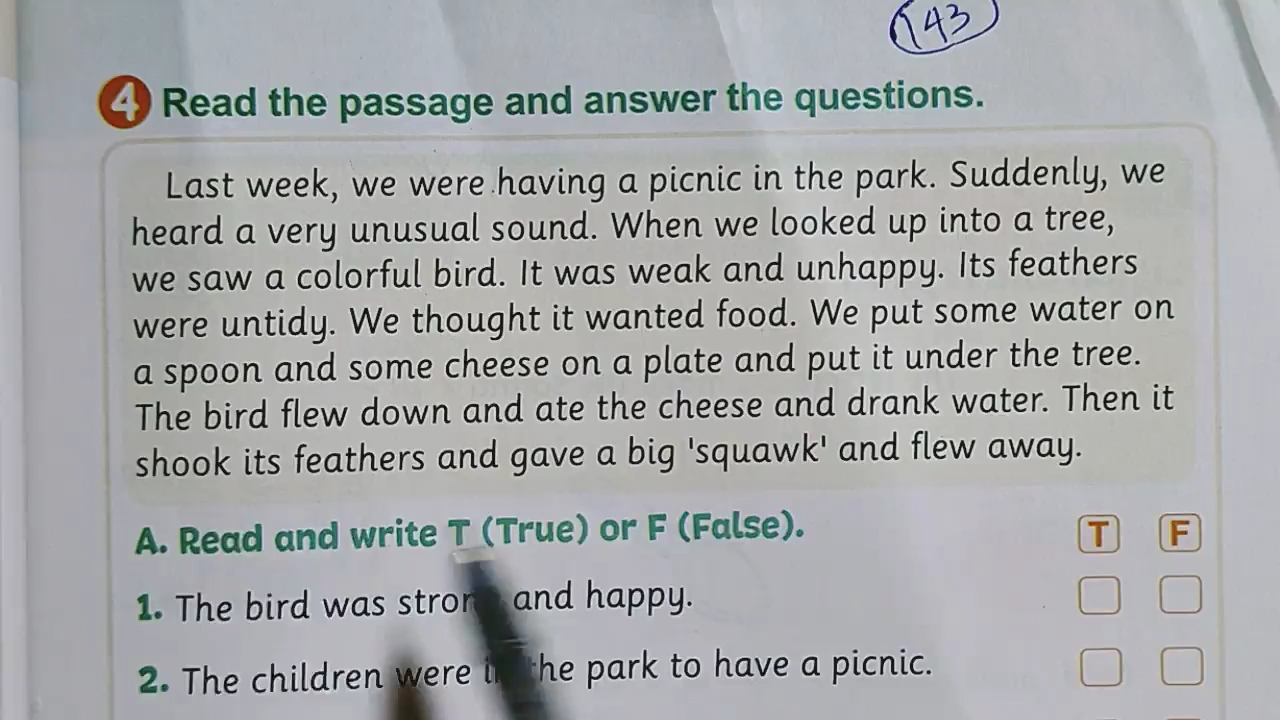 143
4 Read the passage and answer the questions.
Last week, we were having a picnic in the park. Suddenly, we
heard a very unusual sound. When we looked up into a tree,
we saw a colorful bird. It was weak and unhappy. Its feathers
were untidy. We thought it wanted food. We put some water on
a spoon and some cheese on a plate and put it under the tree.
The bird flew down and ate the cheese and drank water. Then it
shook its feathers and gave a big 'squawk' and flew away.
A. Read and write T (True) or F (False). T F
1. The bird was strong and happy.
2. The children were in the park to have a picnic.